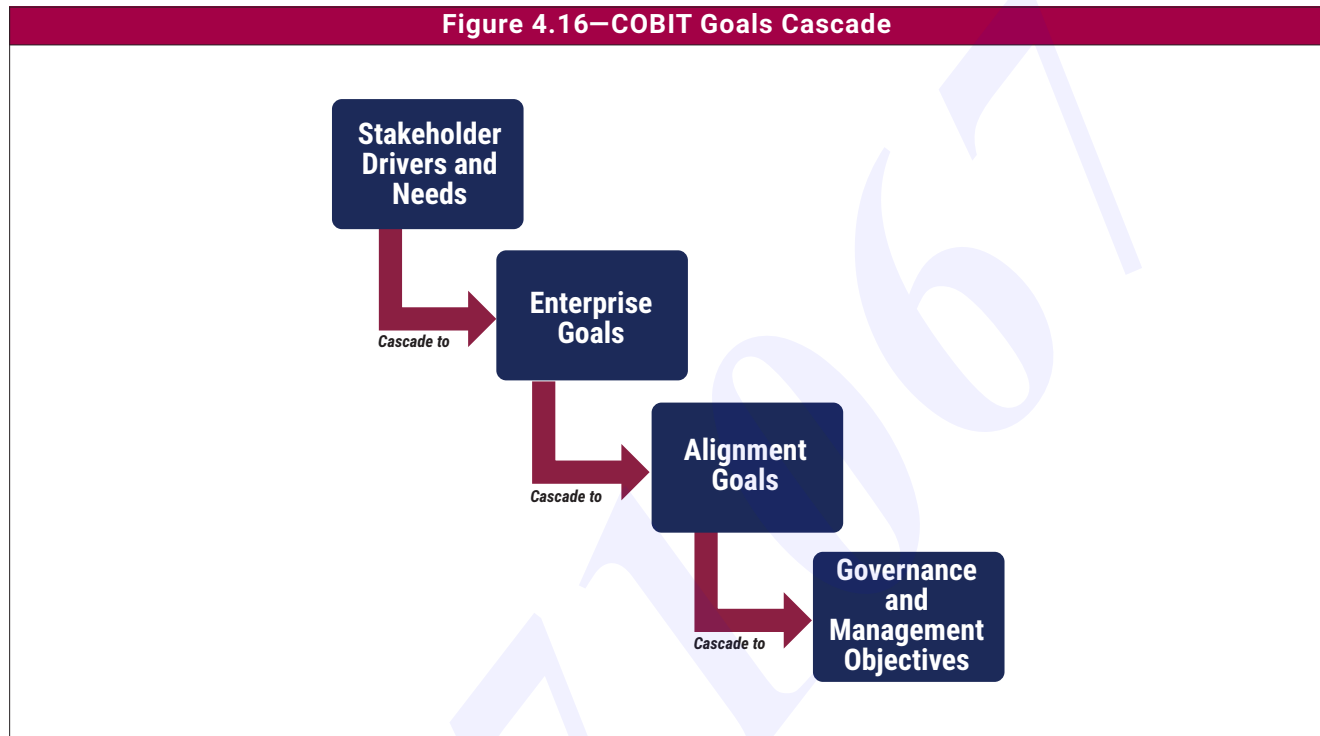 Figure 4.16—COBIT Goals Cascade
Stakeholder
Drivers and
Needs
Cascade to
Enterprise
Goals
Cascade to
Alignment
Goals
Cascade to
Governance
and
Management
Objectives